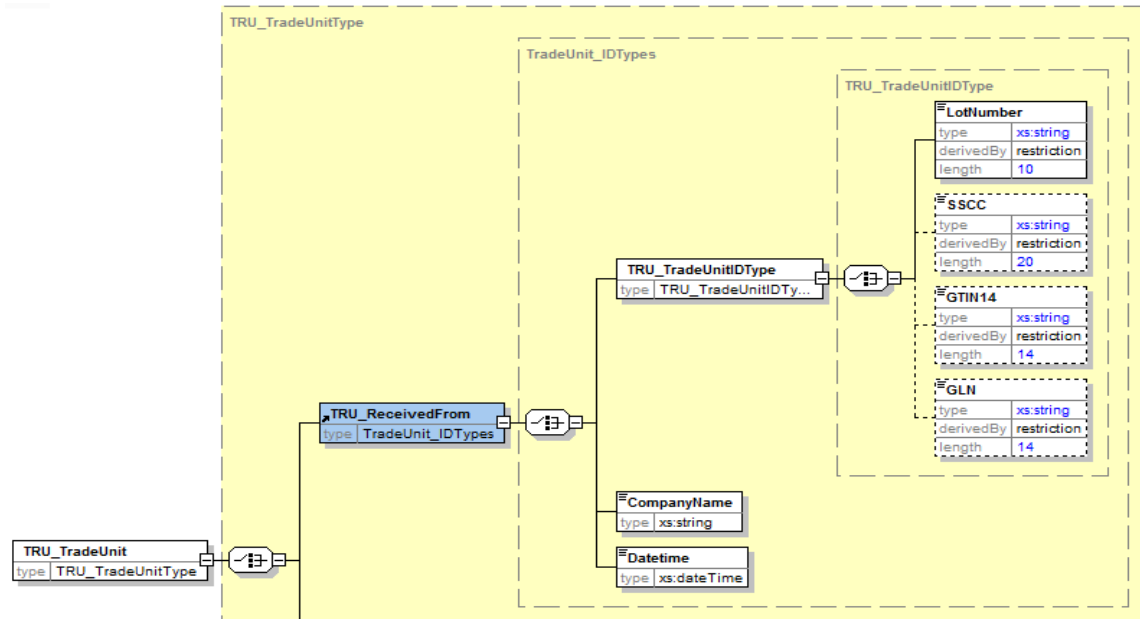 TRU_TradeUnitType
TradeUnit_IDTypes
TRU_TradeUnitIDType
LotNumber
type xs:string
derivedBy restriction
length 10
SSCC
type xs:string
derivedBy restriction
length 20
TRU_TradeUnitIDType
type TRU_TradeUnitIDTy...
GTIN14
type xs:string
derivedBy restriction
length 14
GLN
type xs:string
derivedBy restriction
length 14
TRU_ReceivedFrom
type TradeUnit_IDTypes
CompanyName
type xs:string
TRU_TradeUnit
type TRU_TradeUnitType
Datetime
type xs:dateTime